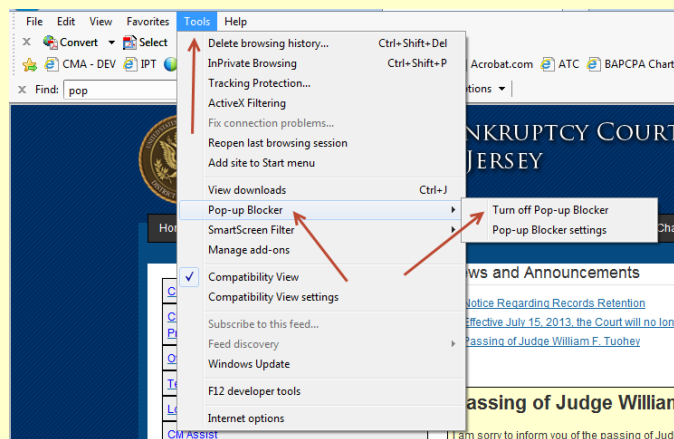 File Edit View Favorites Tools Help
x Convert Select
CMA - DEV IPT Acrobat.com ATC BAPCPA Chart
x Find: pop
Delete browsing history... Ctrl+Shift+Del
InPrivate Browsing Ctrl+Shift+P
Tracking Protection...
ActiveX Filtering
Fix connection problems...
Reopen last browsing session
Add site to Start menu
View downloads Ctrl+J
Pop-up Blocker
SmartScreen Filter
Manage add-ons
Compatibility View
Compatibility View settings
Subscribe to this feed...
Feed discovery
Windows Update
F12 developer tools
Internet options
Turn off Pop-up Blocker
Pop-up Blocker settings
NKRUPTCY COURT
JERSEY
Ho
Cha
ws and Announcements
Notice Regarding Records Retention
Effective July 15, 2013, the Court will no lon
Passing of Judge William F. Tuohey
assing of Judge William
I am sorry to inform you of the passing of Jud
CM Assist